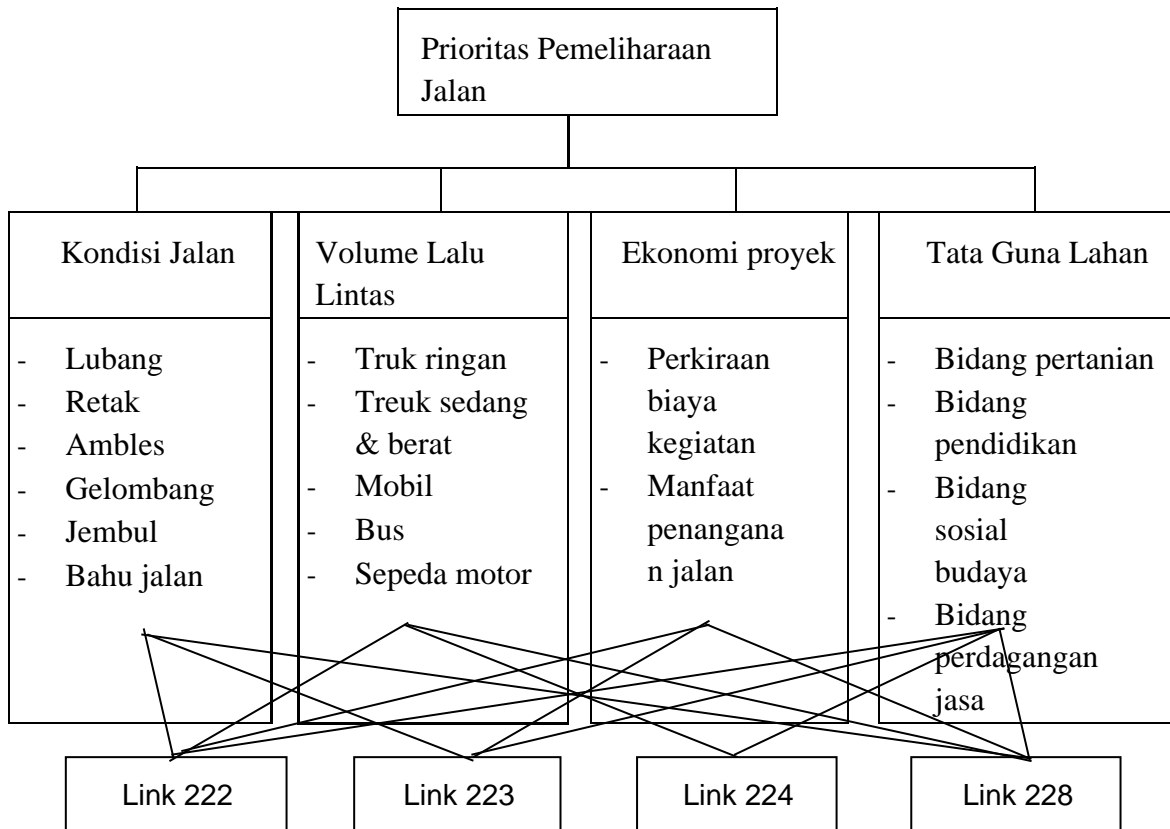 Prioritas Pemeliharaan
Jalan
Kondisi Jalan
- Lubang
- Retak
- Ambles
- Gelombang
- Jembul
- Bahu jalan
Volume Lalu
Lintas
- Truk ringan
- Treuk sedang
& berat
- Mobil
- Bus
- Sepeda motor
Ekonomi proyek
- Perkiraan
biaya
kegiatan
- Manfaat
penangana
n jalan
Tata Guna Lahan
- Bidang pertanian
- Bidang
pendidikan
- Bidang
sosial
budaya
- Bidang
perdagangan
jasa
Link 222
Link 223
Link 224
Link 228